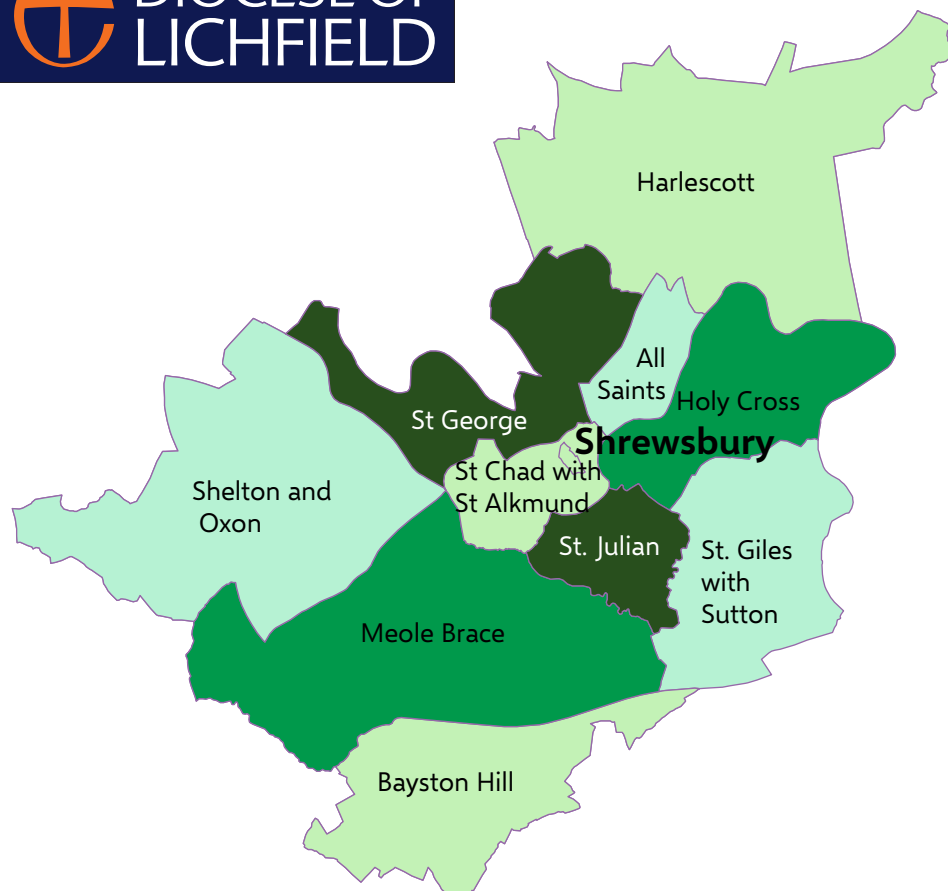 DIOCESE OF
LICHFIELD
Harlescott
All
Saints
Holy Cross
St George
Shrewsbury
St Chad with
St Alkmund
Shelton and
Oxon
St. Julian
St. Giles
with
Sutton
Meole Brace
Bayston Hill